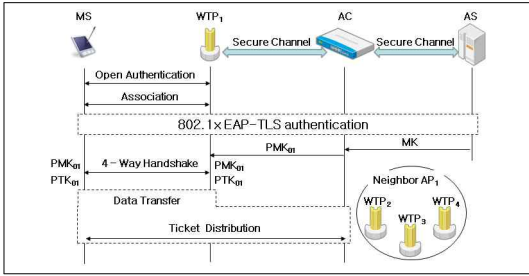 MS WTP1 AC AS
Secure Channel Secure Channel
Open Authentication
Association
802.1x EAP-TLS authentication
MK
PMK01
PMK01 4 - Way Handshake PMK01
PTK01 PTK01
Neighbor AP1
Data Transfer
WTP2 WTP4
WTP3
Ticket Distribution